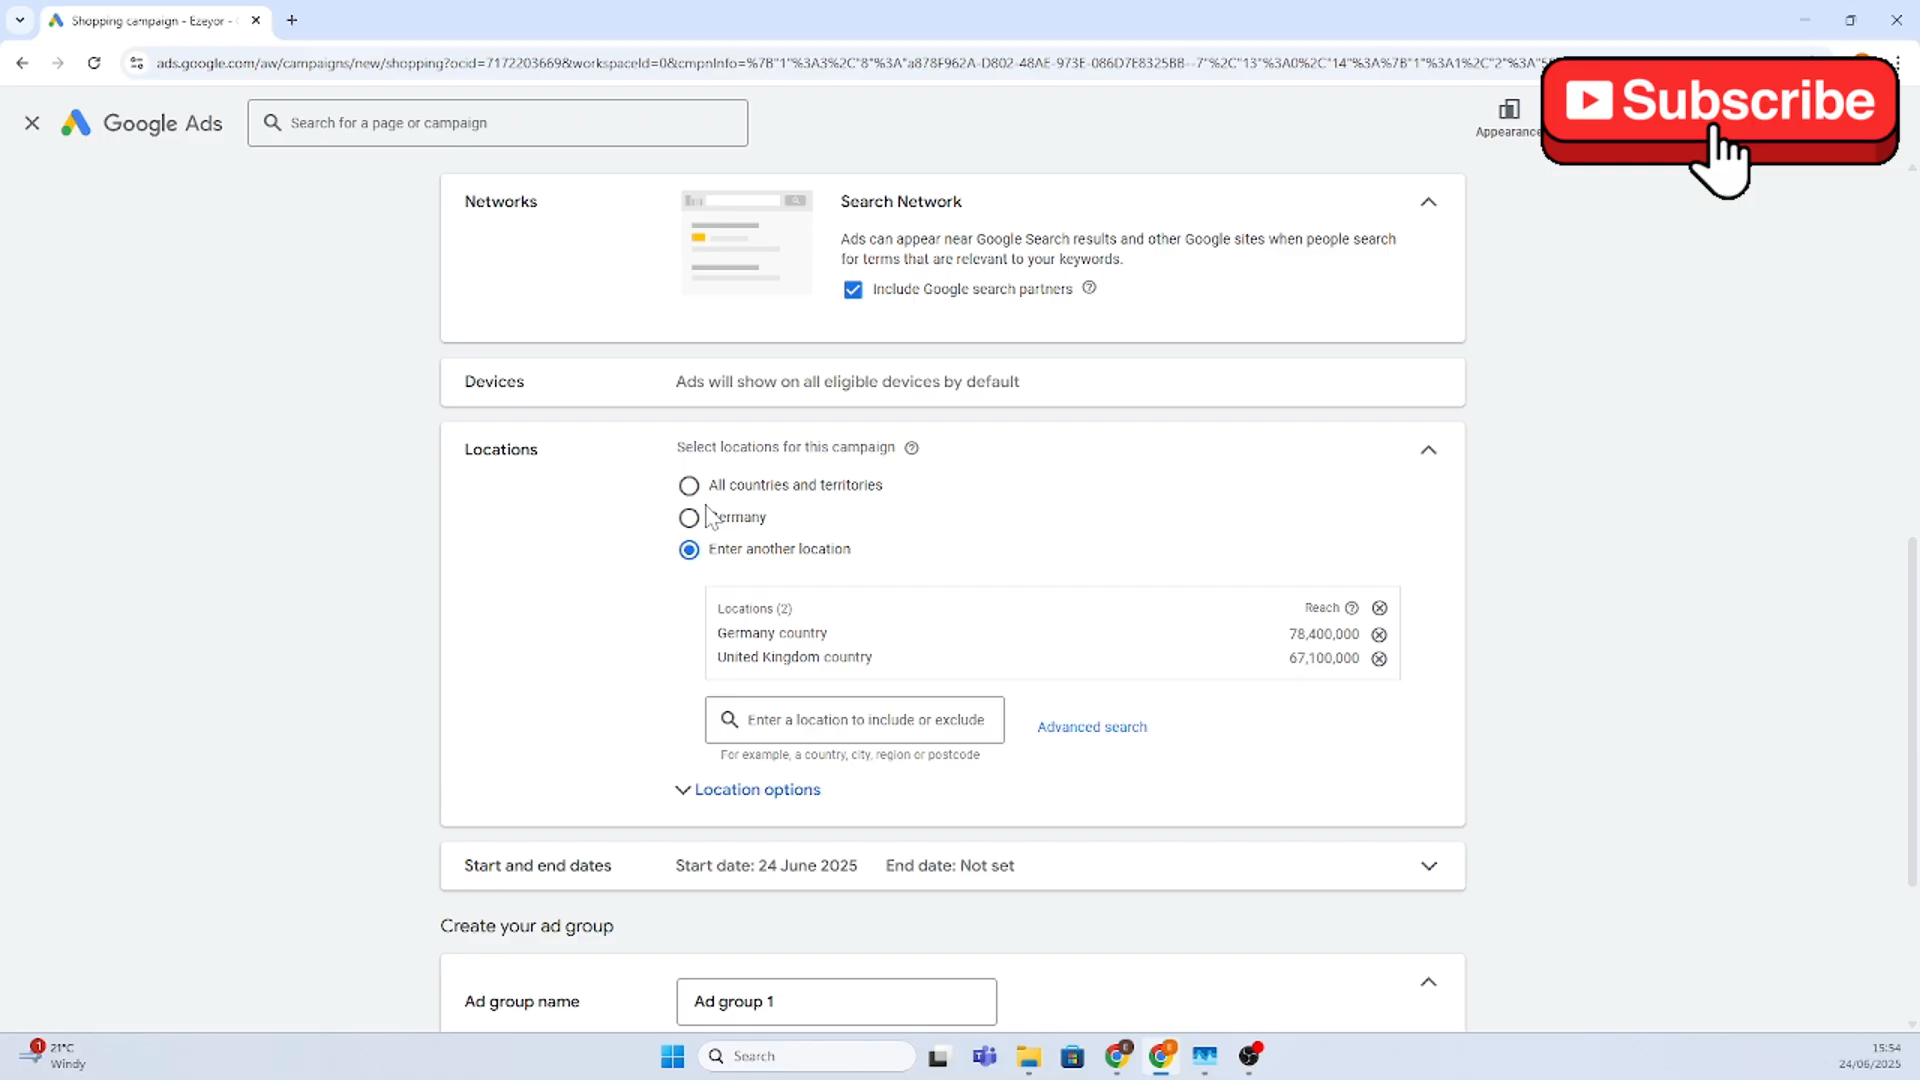 Shopping campaign - Ezeyor -
ads.google.com/aw/campaigns/new/shopping?ocid=7172203669&workspaceId=0&cmpnInfo=%7B"1"%3A3%2C"8"%3A"a878F962A-D802-48AE-973E-086D7E8325BB--7"%2C"13"%3A0%2C"14"%3A%7B"1"%3A1%2C"2"%3A"5
Subscribe
Google Ads
Search for a page or campaign
Appearance
Networks
Search Network
Ads can appear near Google Search results and other Google sites when people search
for terms that are relevant to your keywords.
Include Google search partners
Devices
Ads will show on all eligible devices by default
Locations
Select locations for this campaign
All countries and territories
Germany
Enter another location
Locations (2)
Reach
Germany country
78,400,000
United Kingdom country
67,100,000
Enter a location to include or exclude
Advanced search
For example, a country, city, region or postcode
Location options
Start and end dates
Start date: 24 June 2025
End date: Not set
Create your ad group
Ad group name
Ad group 1
1
21°C
Windy
Search
15:54
24/06/2025